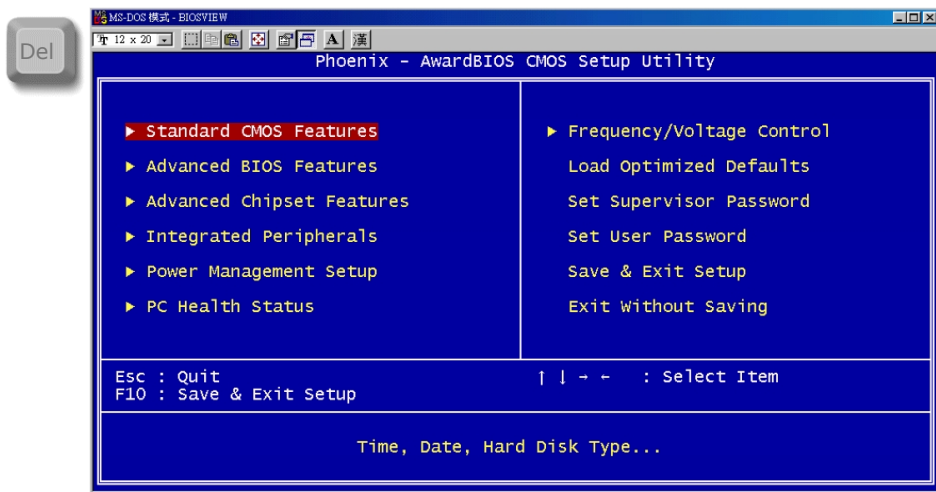 Del
MS-DOS 模式 - BIOSVIEW
12 x 20
A 漢
Phoenix - AwardBIOS CMOS Setup Utility
Standard CMOS Features
Advanced BIOS Features
Advanced Chipset Features
Integrated Peripherals
Power Management Setup
PC Health Status
Frequency/Voltage Control
Load Optimized Defaults
Set Supervisor Password
Set User Password
Save & Exit Setup
Exit Without Saving
Esc : Quit
F10 : Save & Exit Setup
↑ ↓ → ← : Select Item
Time, Date, Hard Disk Type...